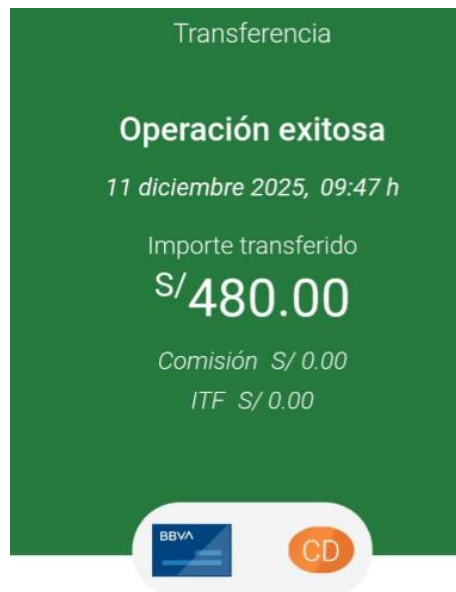 Transferencia
Operación exitosa
11 diciembre 2025, 09:47 h
Importe transferido
S/480.00
Comisión S/ 0.00
ITF S/ 0.00
BBVA
CD